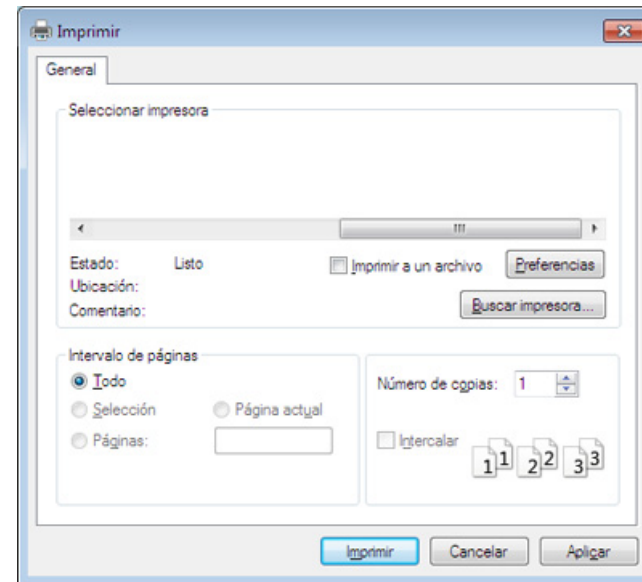 Imprimir
General
Seleccionar impresora
Estado: Listo
Imprimir a un archivo
Preferencias
Ubicación:
Comentario:
Buscar impresora...
Intervalo de páginas
Todo
Selección
Página actual
Páginas:
Número de copias: 1
Intercalar
1 1 2 2 3 3
Imprimir Cancelar Aplicar